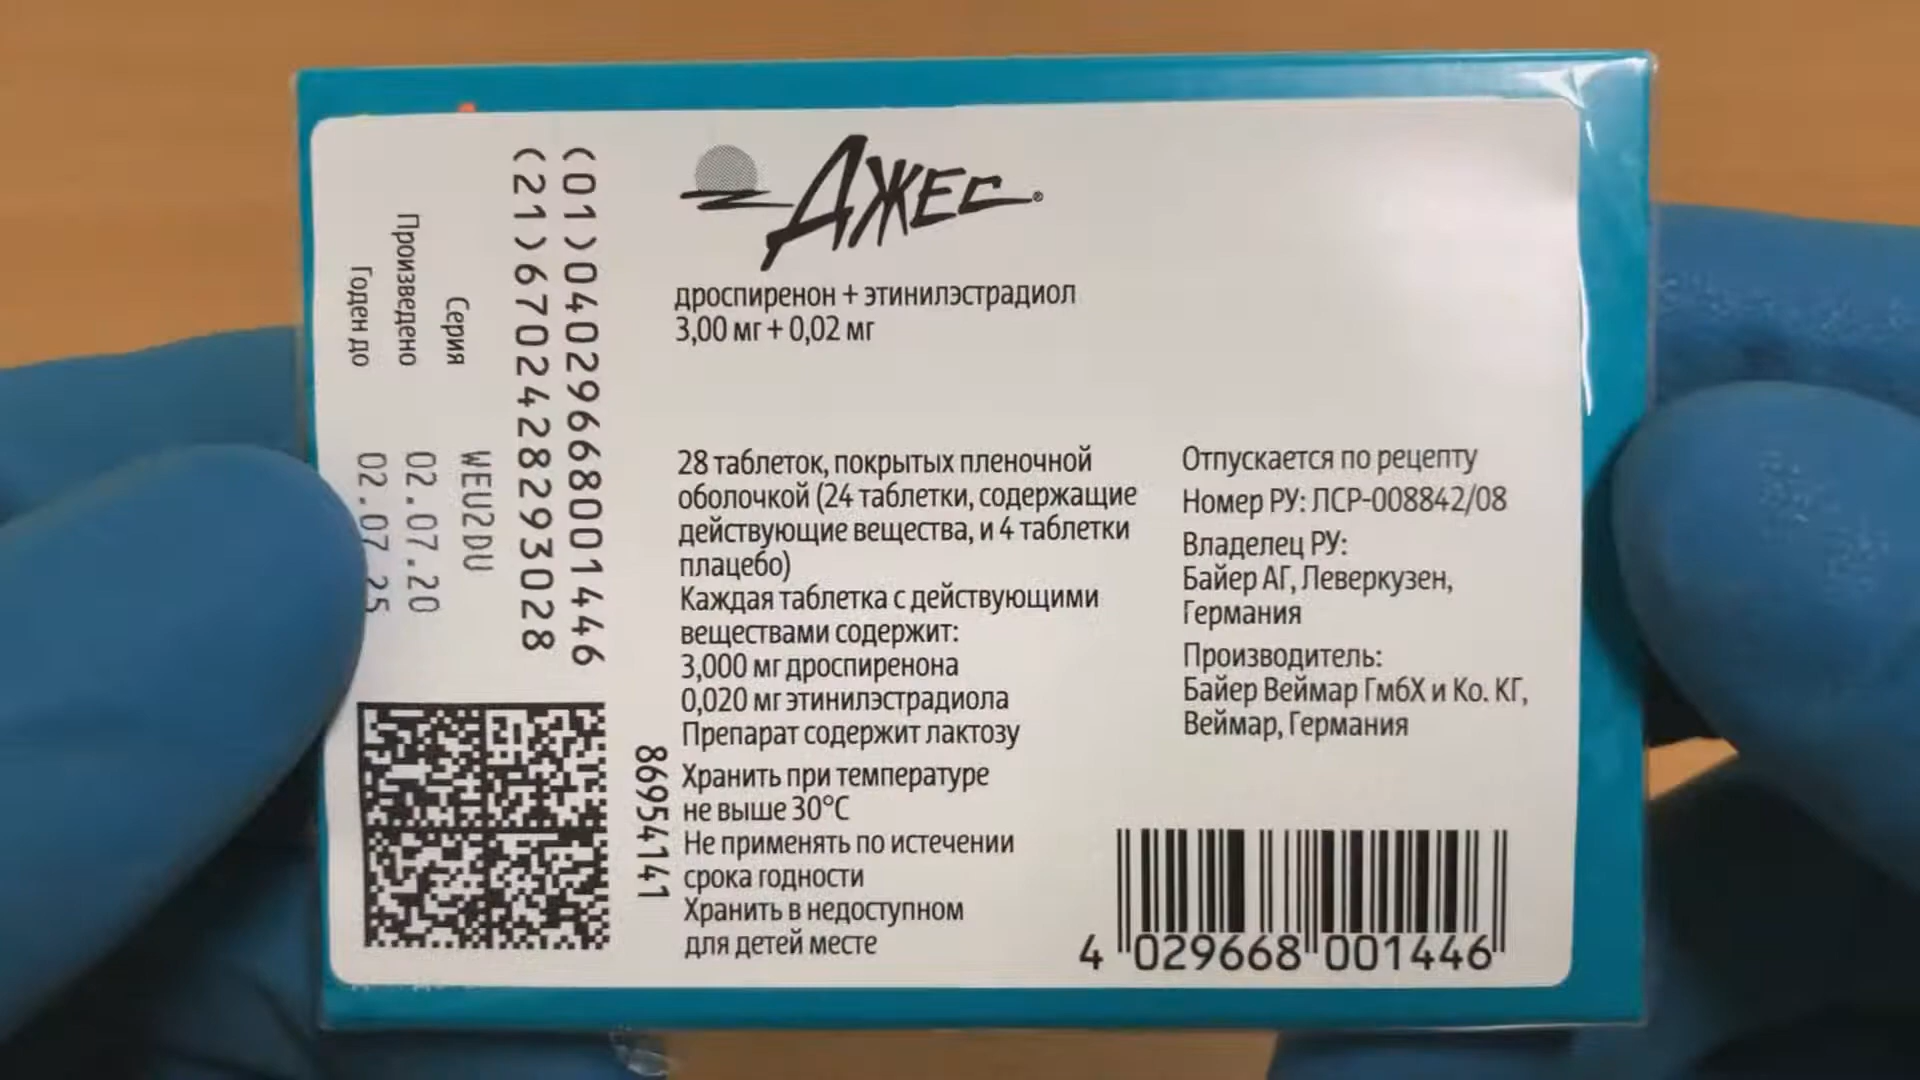 Джес®
дроспиренон + этинилэстрадиол
3,00 мг + 0,02 мг
28 таблеток, покрытых пленочной
оболочкой (24 таблетки, содержащие
действующие вещества, и 4 таблетки
плацебо)
Каждая таблетка с действующими
веществами содержит:
3,000 мг дроспиренона
0,020 мг этинилэстрадиола
Препарат содержит лактозу
Хранить при температуре
не выше 30°C
Не применять по истечении
срока годности
Хранить в недоступном
для детей месте
Отпускается по рецепту
Номер РУ: ЛСР-008842/08
Владелец РУ:
Байер АГ, Леверкузен,
Германия
Производитель:
Байер Веймар ГмбХ и Ко. КГ,
Веймар, Германия
4 029668 001446
(01)04029668001446
(21)6702428293028
Серия WEU2DU
Произведено 02.07.20
Годен до 02.07.25
86954141